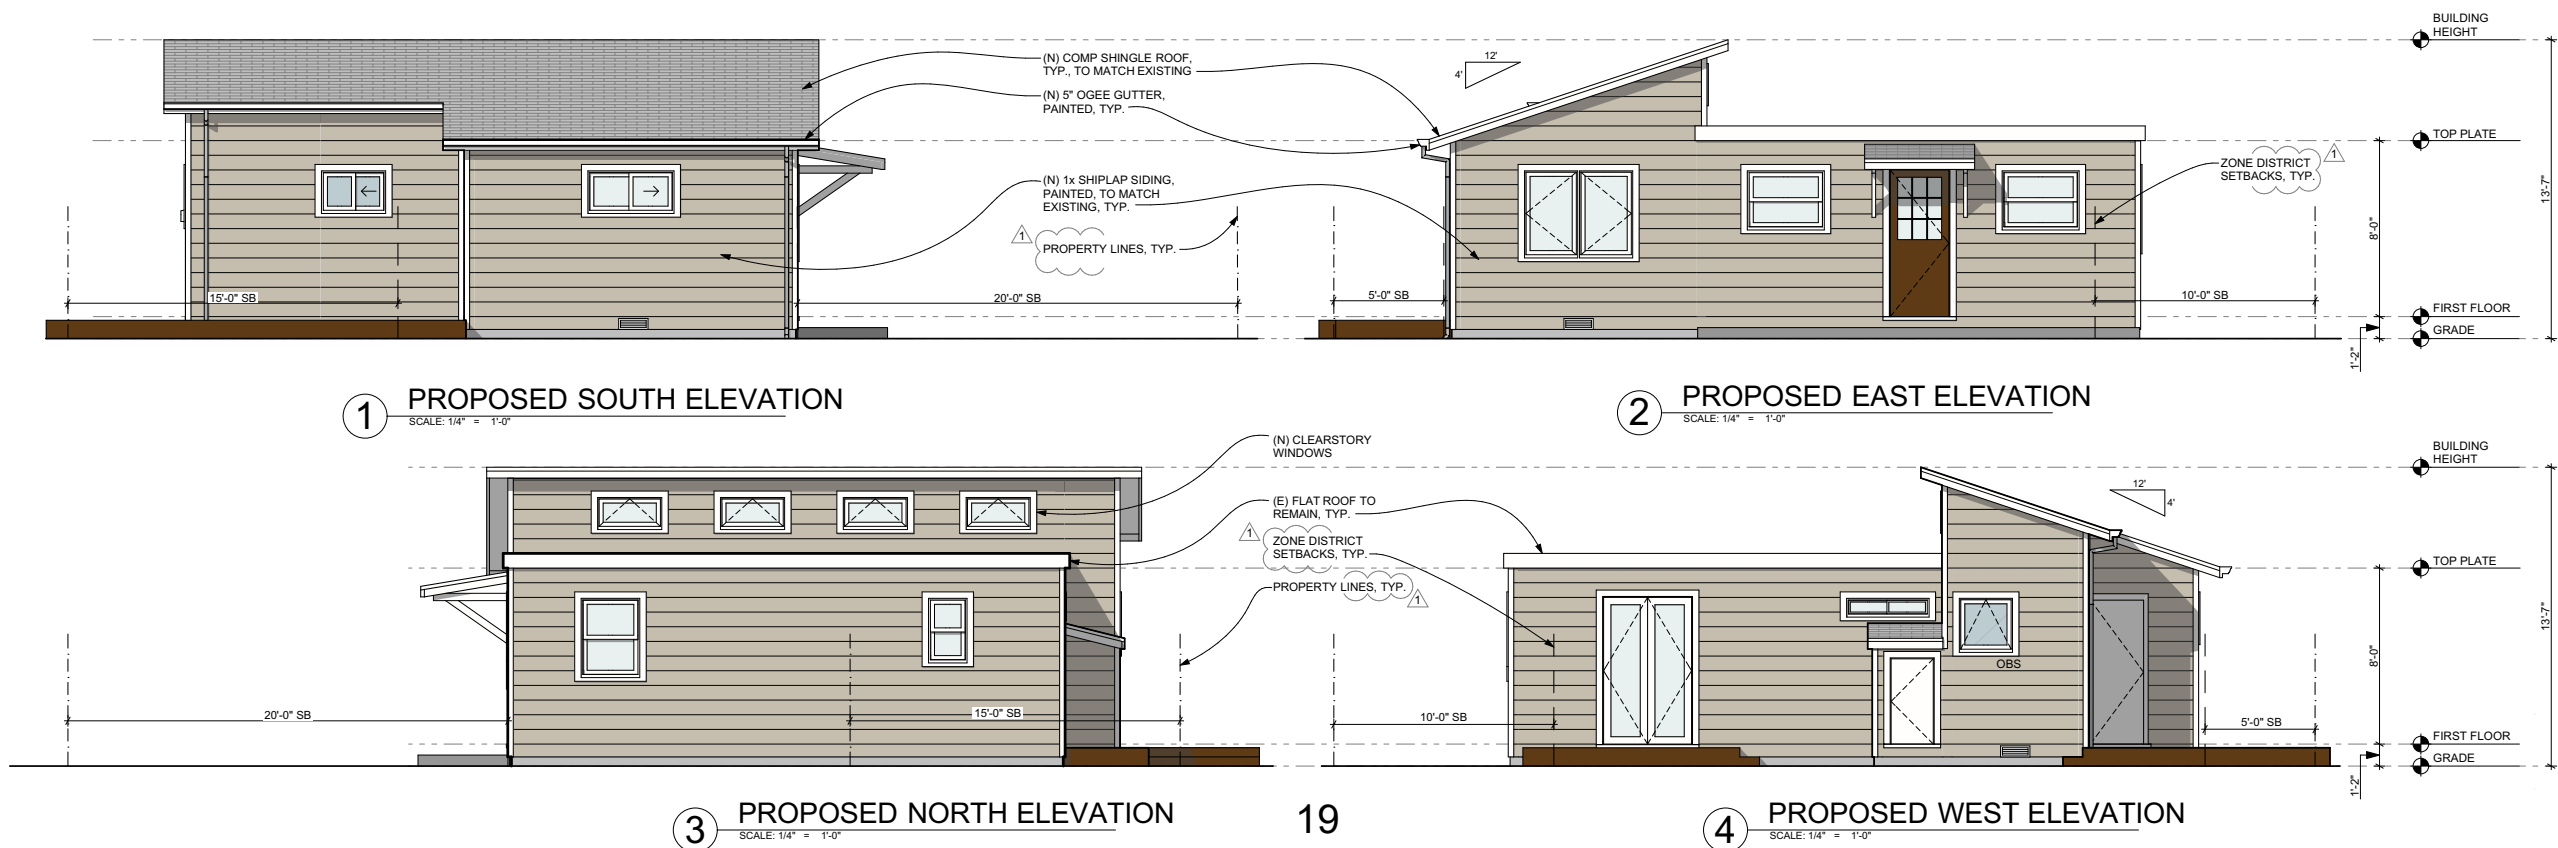 BUILDING
HEIGHT
(N) COMP SHINGLE ROOF,
TYP., TO MATCH EXISTING
12'
4'
(N) 5" OGEE GUTTER,
PAINTED, TYP.
TOP PLATE
ZONE DISTRICT
SETBACKS, TYP.
1
(N) 1x SHIPLAP SIDING,
PAINTED, TO MATCH
EXISTING, TYP.
13'-7"
8'-0"
1
PROPERTY LINES, TYP.
15'-0" SB
20'-0" SB
5'-0" SB
10'-0" SB
FIRST FLOOR
GRADE
1'-2"
1
PROPOSED SOUTH ELEVATION
SCALE: 1/4" = 1'-0"
2
PROPOSED EAST ELEVATION
SCALE: 1/4" = 1'-0"
(N) CLEARSTORY
WINDOWS
BUILDING
HEIGHT
(E) FLAT ROOF TO
REMAIN, TYP.
12'
4'
1
ZONE DISTRICT
SETBACKS, TYP.
TOP PLATE
PROPERTY LINES, TYP.
1
13'-7"
8'-0"
OBS
20'-0" SB
15'-0" SB
10'-0" SB
5'-0" SB
FIRST FLOOR
GRADE
1'-2"
3
PROPOSED NORTH ELEVATION
SCALE: 1/4" = 1'-0"
19
4
PROPOSED WEST ELEVATION
SCALE: 1/4" = 1'-0"